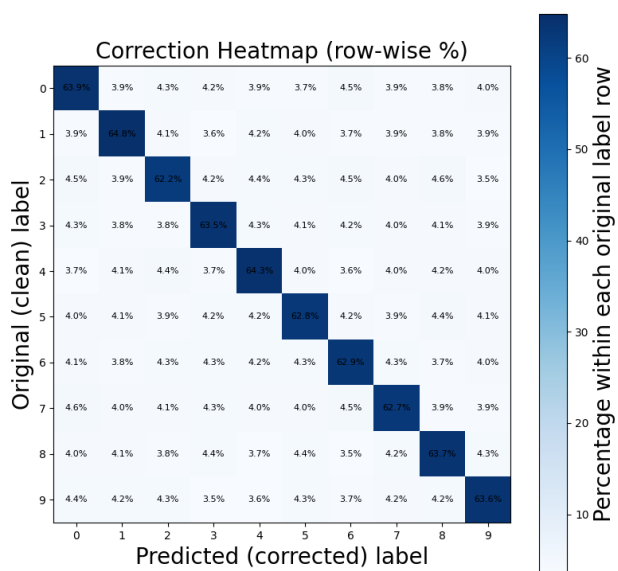 Correction Heatmap (row-wise %)
0 63.9% 3.9% 4.3% 4.2% 3.9% 3.7% 4.5% 3.9% 3.8% 4.0%
1 3.9% 64.8% 4.1% 3.6% 4.2% 4.0% 3.7% 3.9% 3.8% 3.9%
2 4.5% 3.9% 62.2% 4.2% 4.4% 4.3% 4.5% 4.0% 4.6% 3.5%
3 4.3% 3.8% 3.8% 63.5% 4.3% 4.1% 4.2% 4.0% 4.1% 3.9%
4 3.7% 4.1% 4.4% 3.7% 64.3% 4.0% 3.6% 4.0% 4.2% 4.0%
5 4.0% 4.1% 3.9% 4.2% 4.2% 62.8% 4.2% 3.9% 4.4% 4.1%
6 4.1% 3.8% 4.3% 4.3% 4.2% 4.3% 62.9% 4.3% 3.7% 4.0%
7 4.6% 4.0% 4.1% 4.3% 4.0% 4.0% 4.5% 62.7% 3.9% 3.9%
8 4.0% 4.1% 3.8% 4.4% 3.7% 4.4% 3.5% 4.2% 63.7% 4.3%
9 4.4% 4.2% 4.3% 3.5% 3.6% 4.3% 3.7% 4.2% 4.2% 63.6%
0 1 2 3 4 5 6 7 8 9
Predicted (corrected) label
Original (clean) label
60
50
40
30
20
10
Percentage within each original label row